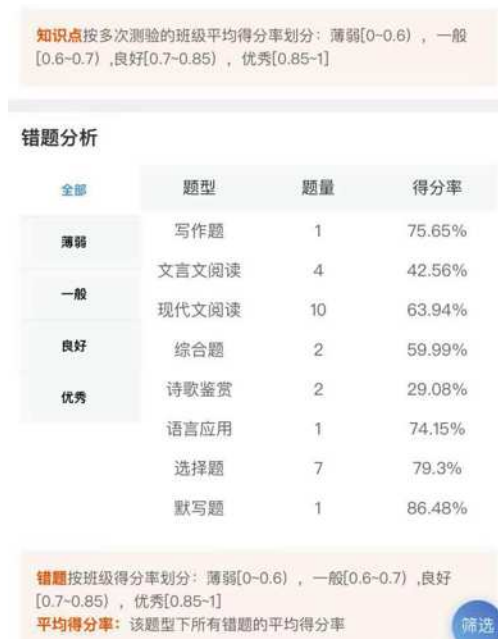 知识点按多次测验的班级平均得分率划分：薄弱[0~0.6)，一般
[0.6~0.7) ,良好[0.7~0.85)，优秀[0.85~1]
错题分析
全部 题型 题量 得分率
薄弱 写作题 1 75.65%
文言文阅读 4 42.56%
一般 现代文阅读 10 63.94%
良好 综合题 2 59.99%
优秀 诗歌鉴赏 2 29.08%
语言应用 1 74.15%
选择题 7 79.3%
默写题 1 86.48%
错题按班级得分率划分：薄弱[0~0.6)，一般[0.6~0.7) ,良好
[0.7~0.85)，优秀[0.85~1]
平均得分率：该题型下所有错题的平均得分率
筛选